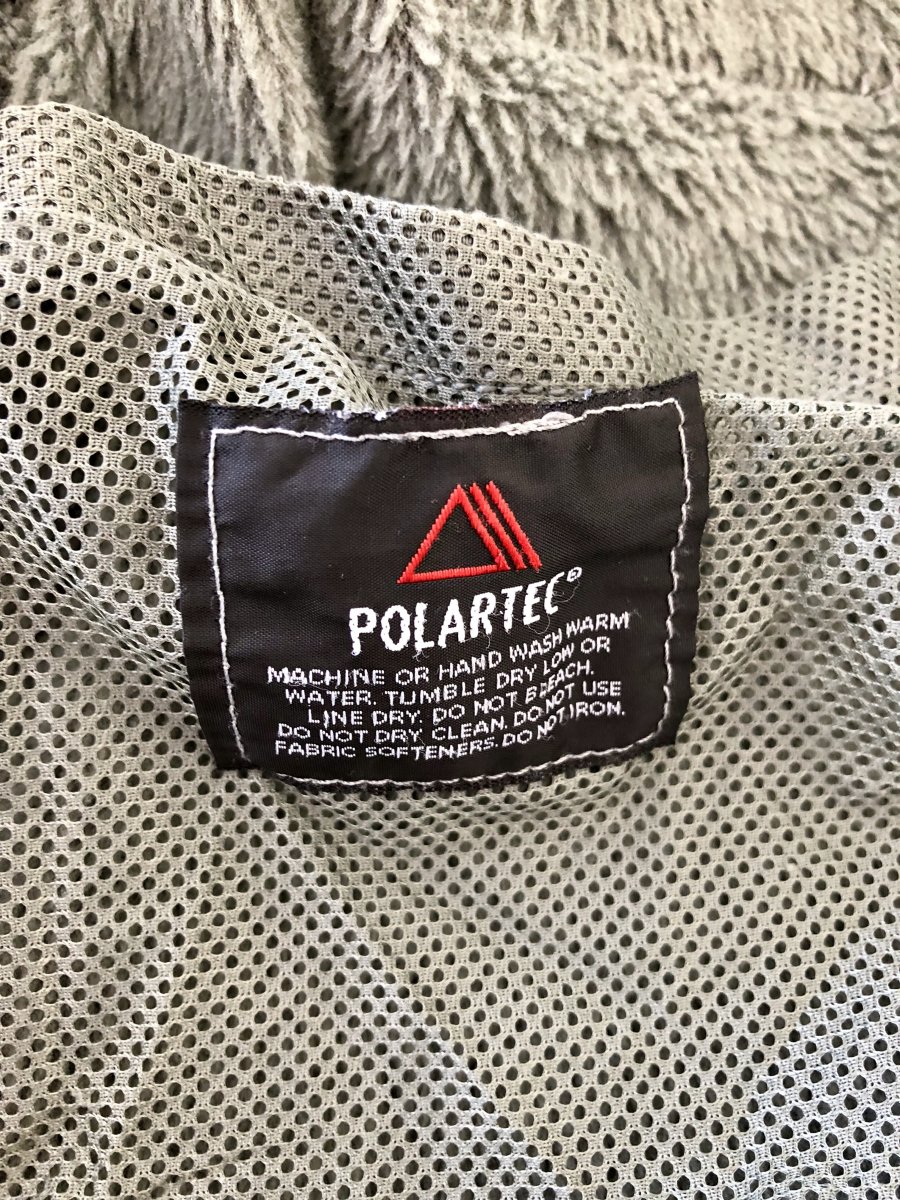 POLARTEC®
MACHINE OR HAND WASH WARM
WATER. TUMBLE DRY LOW OR
LINE DRY. DO NOT BLEACH.
DO NOT DRY CLEAN. DO NOT USE
FABRIC SOFTENERS. DO NOT IRON.